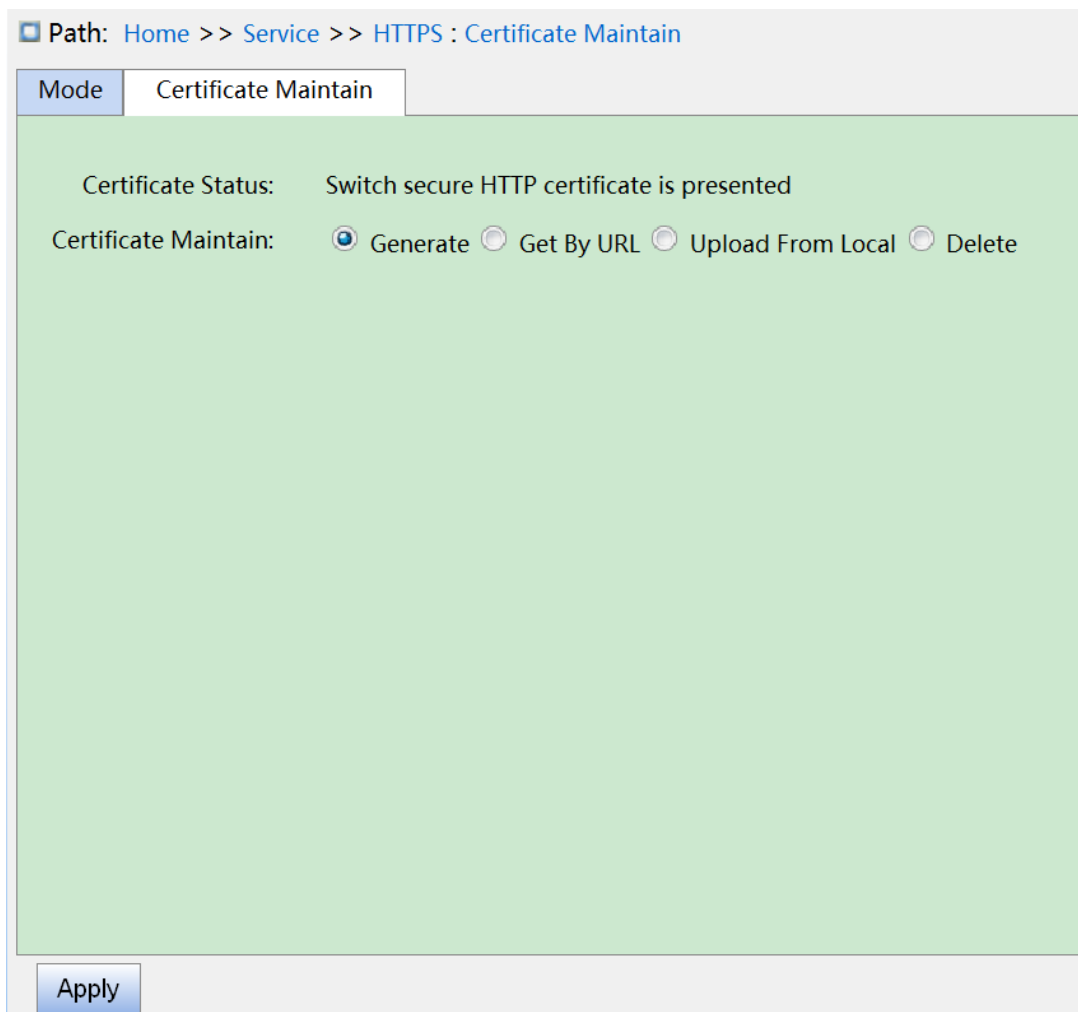 Path: Home >> Service >> HTTPS : Certificate Maintain
Mode Certificate Maintain
Certificate Status: Switch secure HTTP certificate is presented
Certificate Maintain: Generate Get By URL Upload From Local Delete
Apply